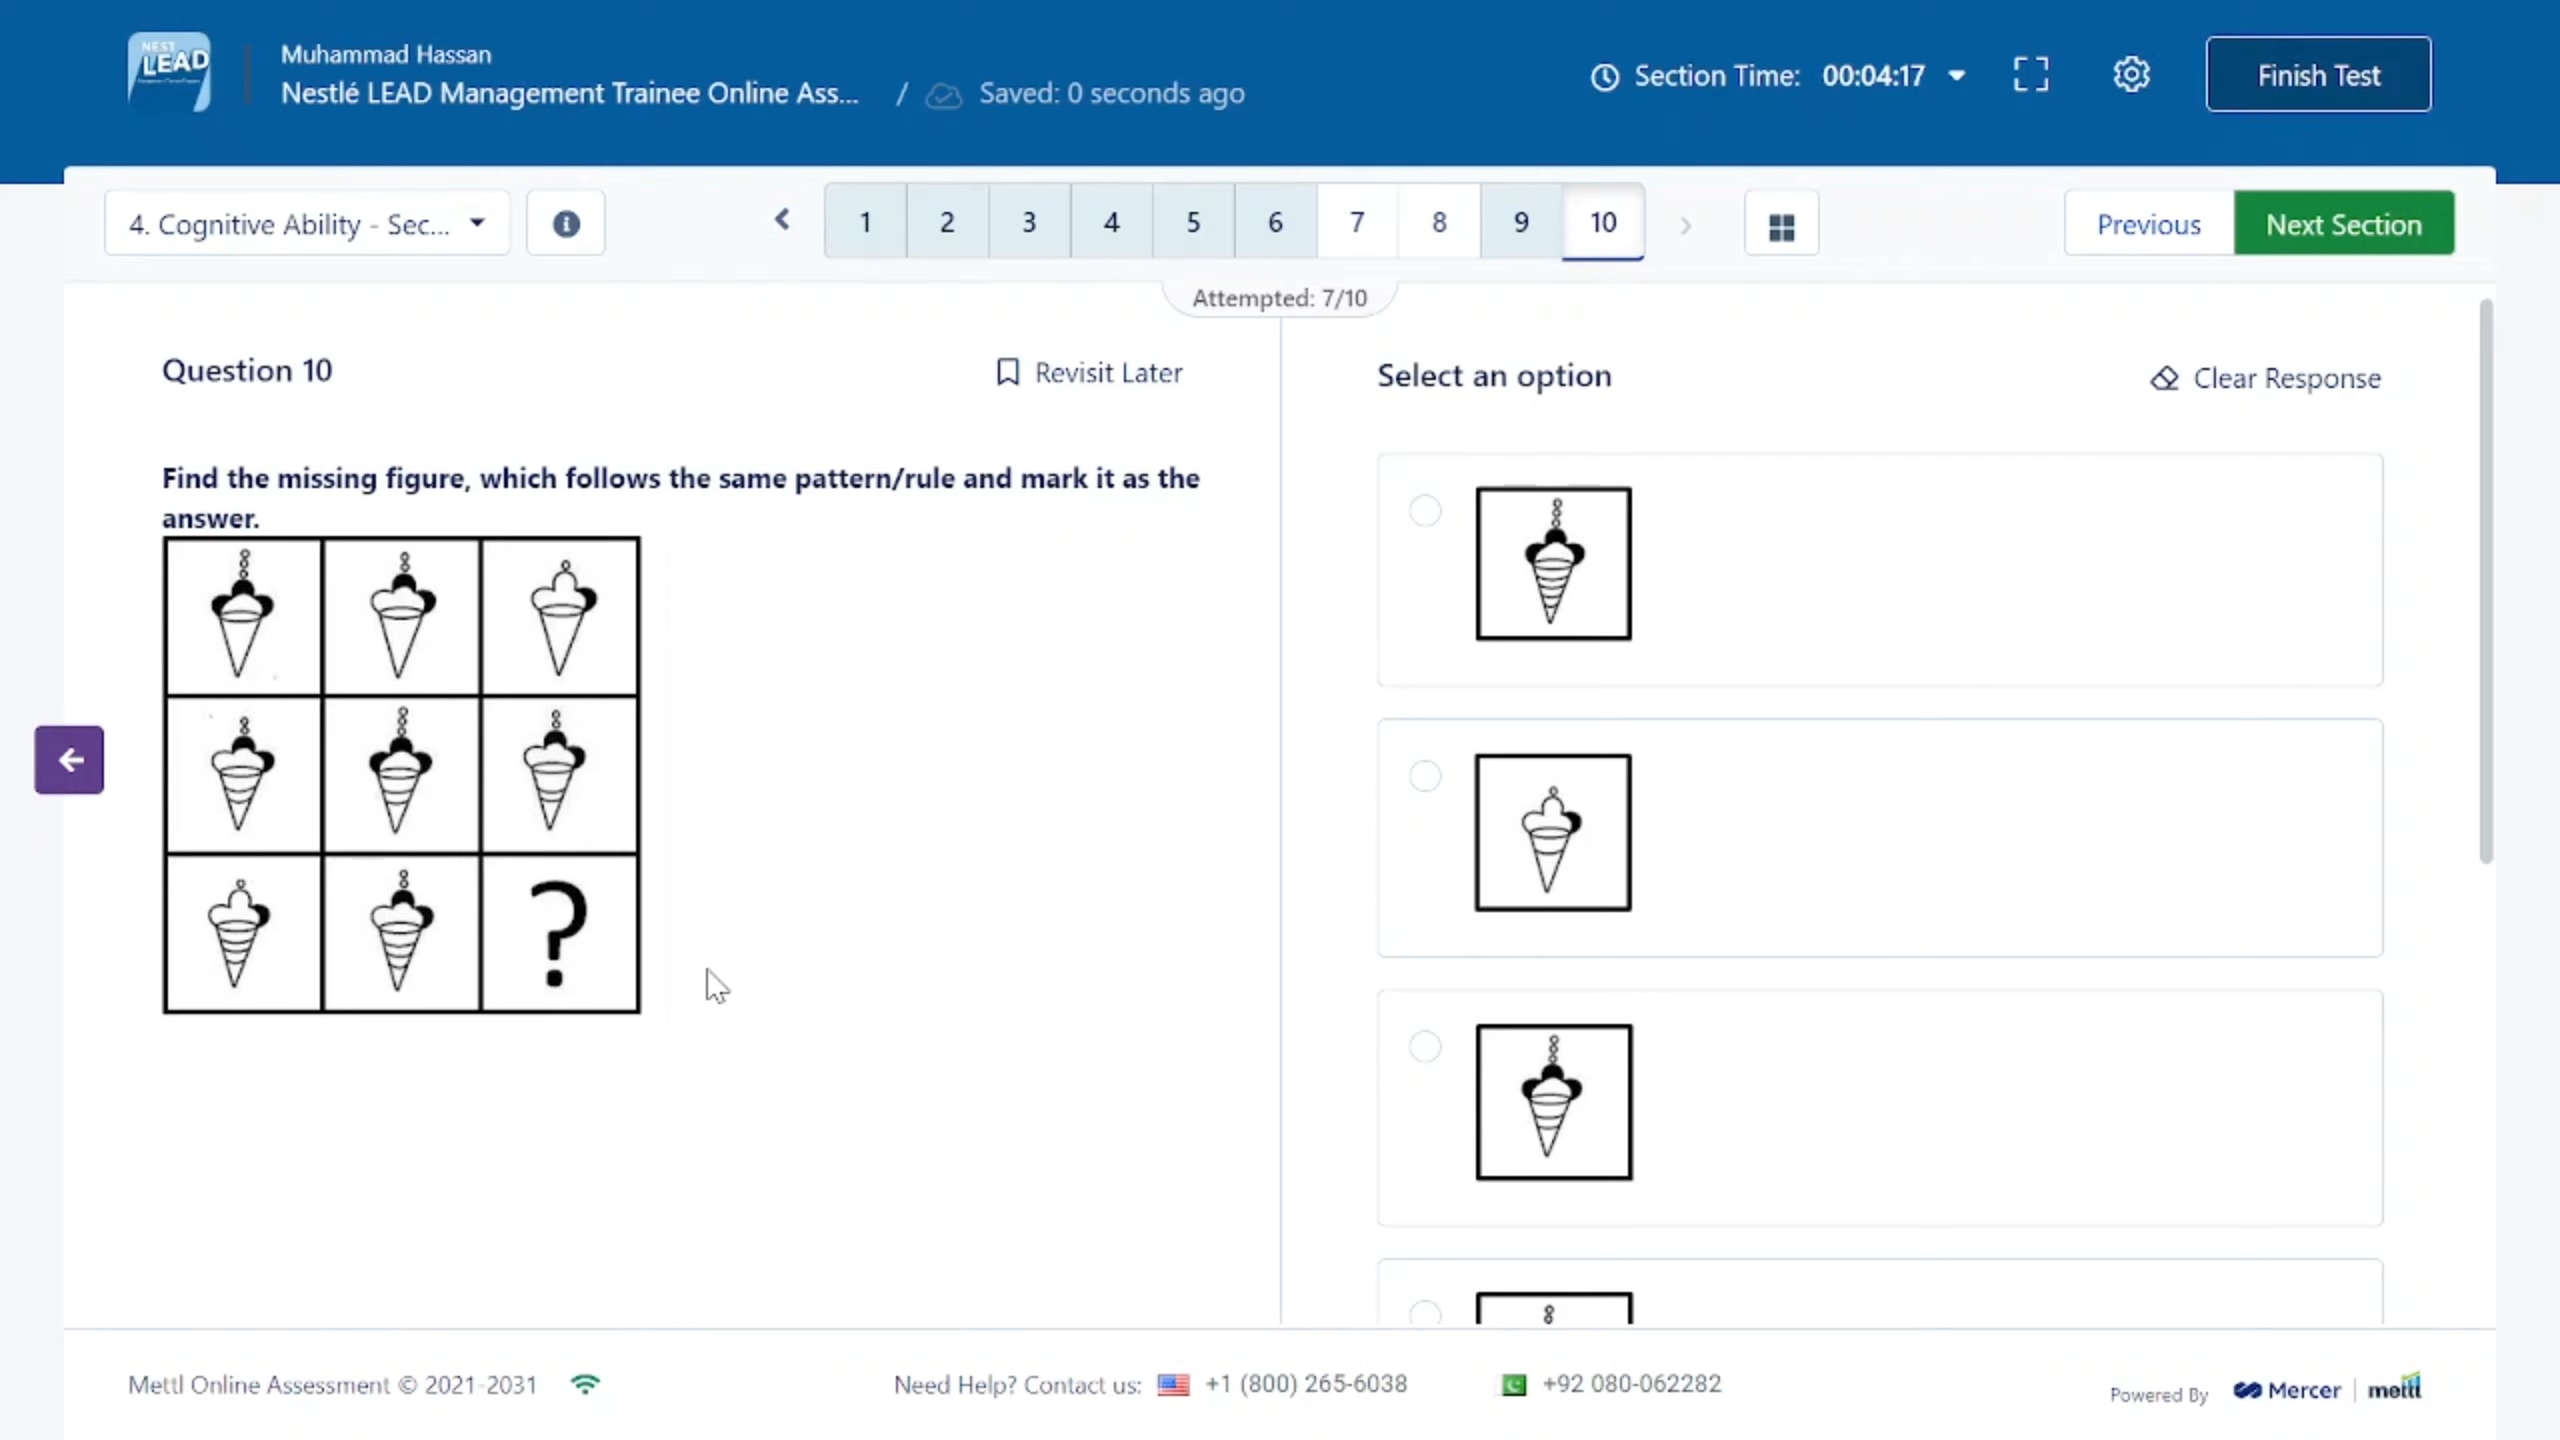 NEST
LEAD
Muhammad Hassan
Nestlé LEAD Management Trainee Online Ass... / Saved: 0 seconds ago
Section Time: 00:04:17
Finish Test
4. Cognitive Ability - Sec...
1 2 3 4 5 6 7 8 9 10
Previous
Next Section
Attempted: 7/10
Question 10
Revisit Later
Find the missing figure, which follows the same pattern/rule and mark it as the
answer.
?
Select an option
Clear Response
Mettl Online Assessment © 2021-2031
Need Help? Contact us: +1 (800) 265-6038 +92 080-062282
Powered By Mercer | mettl